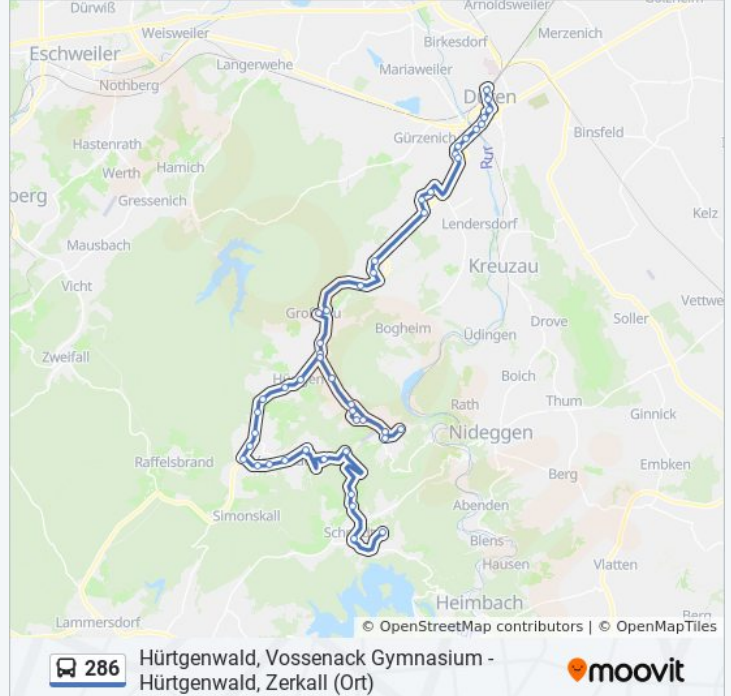 Dürwiß
Arnoldsweiler
Weisweiler
Birkesdorf
Merzenich
Eschweiler
Langerwehe
Mariaweiler
Nothberg
Gürzenich
Binsfeld
Hastenrath
Rur
Werth
Hamich
Gressenich
Kelz
Lendersdorf
Mausbach
Kreuzau
Vicht
Drove
Soller
Bogheim
Üdingen
Zweifall
Boich
Thum
Rath
Ginnick
Nideggen
Raffelsbrand
Berg
Embken
Abenden
Simonskall
Blens
Hausen
Vlatten
Heimbach
Lammersdorf
© OpenStreetMap contributors | © OpenMapTiles
286
Hürtgenwald, Vossenack Gymnasium -
Hürtgenwald, Zerkall (Ort)
moovit